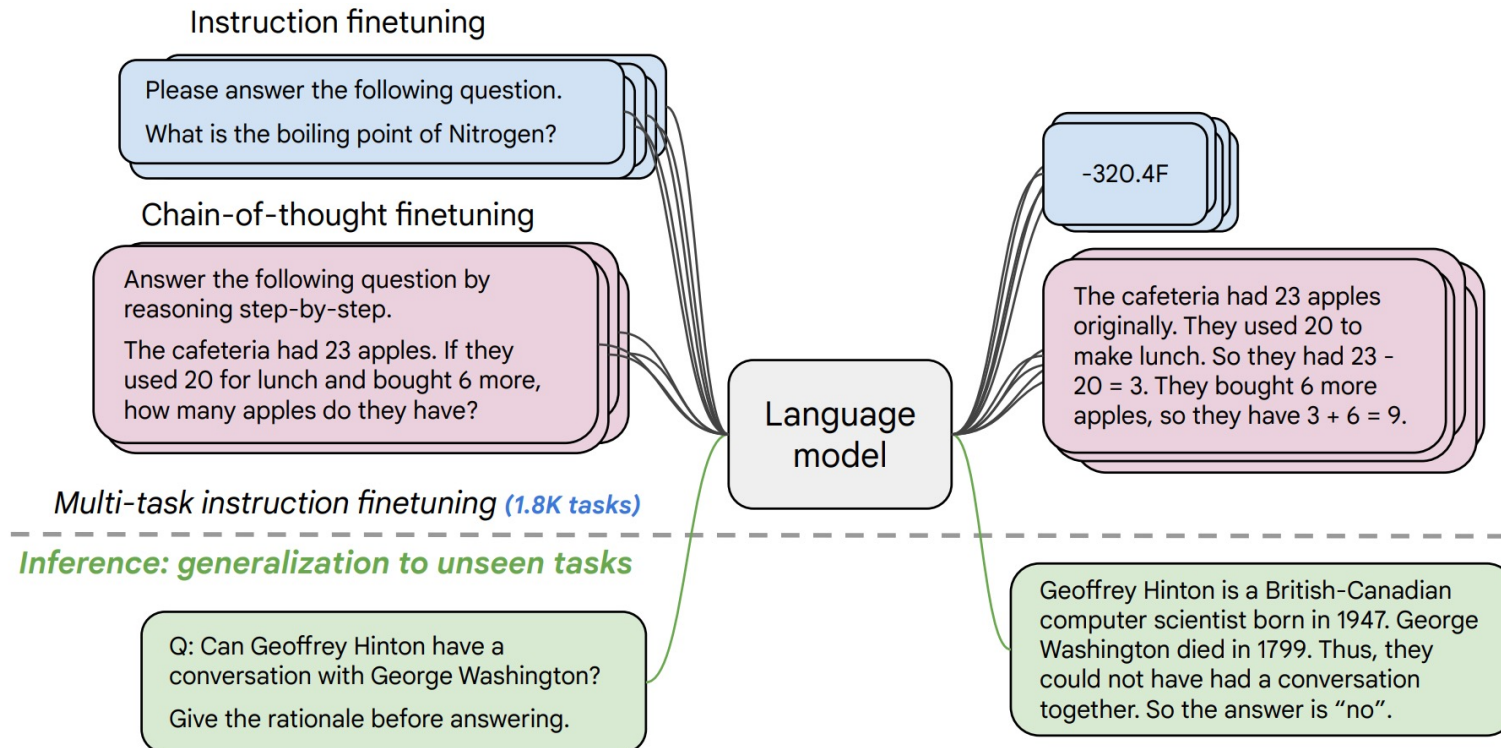 Instruction finetuning
Please answer the following question.
What is the boiling point of Nitrogen?
-320.4F
Chain-of-thought finetuning
Answer the following question by
reasoning step-by-step.
The cafeteria had 23 apples. If they
used 20 for lunch and bought 6 more,
how many apples do they have?
Language
model
The cafeteria had 23 apples
originally. They used 20 to
make lunch. So they had 23 -
20 = 3. They bought 6 more
apples, so they have 3 + 6 = 9.
Multi-task instruction finetuning (1.8K tasks)
Inference: generalization to unseen tasks
Q: Can Geoffrey Hinton have a
conversation with George Washington?
Give the rationale before answering.
Geoffrey Hinton is a British-Canadian
computer scientist born in 1947. George
Washington died in 1799. Thus, they
could not have had a conversation
together. So the answer is “no”.